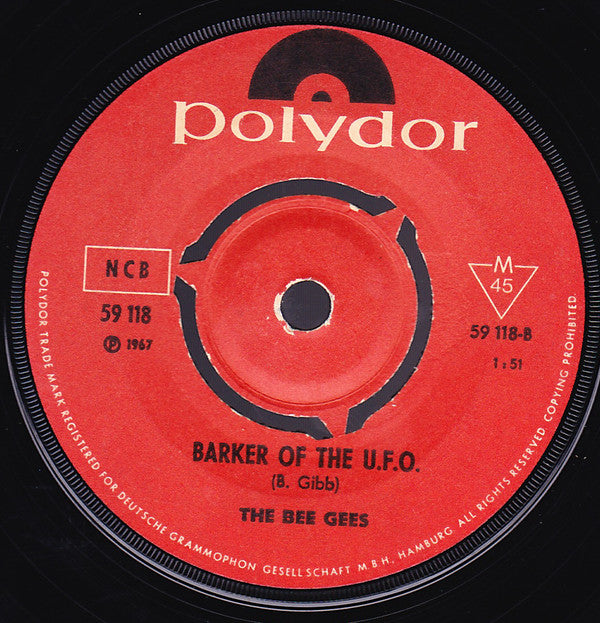 polydor
NCB
59 118
℗ 1967
M
45
59 118-B
1:51
BARKER OF THE U.F.O.
(B. Gibb)
THE BEE GEES
POLYDOR TRADE MARK REGISTERED FOR DEUTSCHE GRAMMOPHON GESELLSCHAFT M.B.H. HAMBURG ALL RIGHTS RESERVED COPYING PROHIBITED